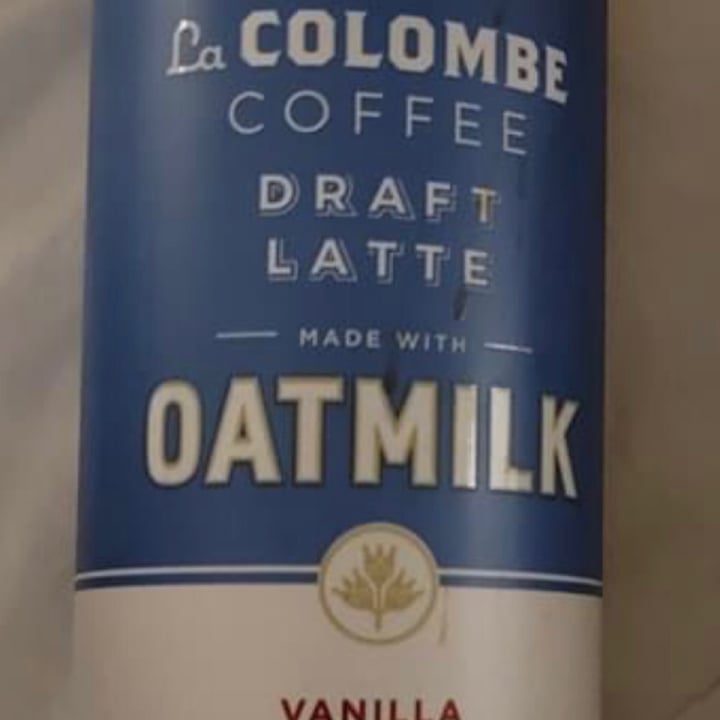 La COLOMBE
COFFEE
DRAFT
LATTE
MADE WITH
OATMILK
VANILLA